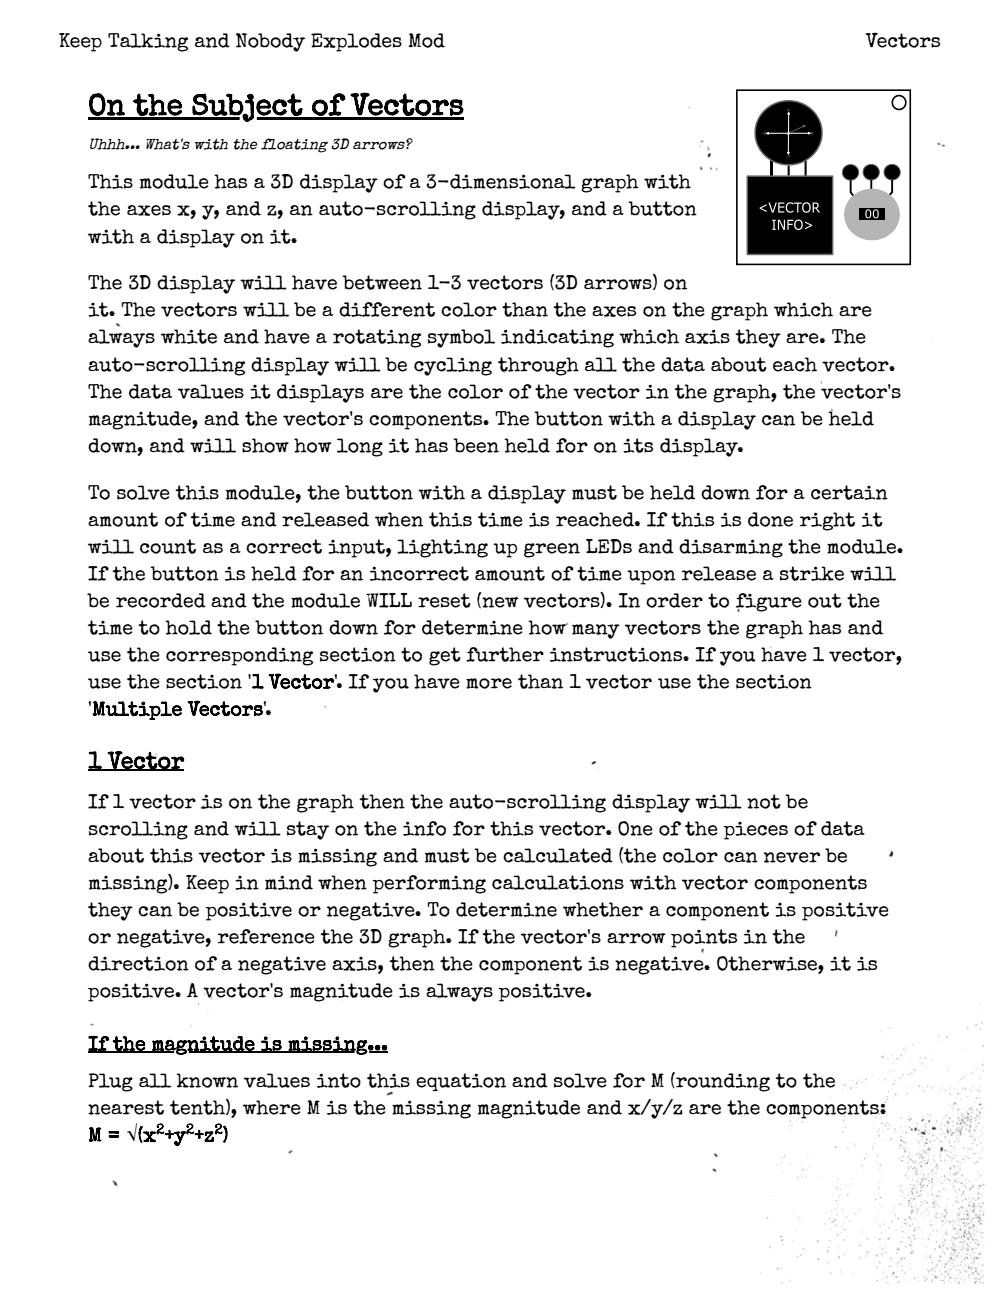 Keep Talking and Nobody Explodes Mod
Vectors
On the Subject of Vectors
Uhhh... What's with the floating 3D arrows?
This module has a 3D display of a 3-dimensional graph with
the axes x, y, and z, an auto-scrolling display, and a button
with a display on it.
<VECTOR
INFO>
00
The 3D display will have between 1-3 vectors (3D arrows) on
it. The vectors will be a different color than the axes on the graph which are
always white and have a rotating symbol indicating which axis they are. The
auto-scrolling display will be cycling through all the data about each vector.
The data values it displays are the color of the vector in the graph, the vector's
magnitude, and the vector's components. The button with a display can be held
down, and will show how long it has been held for on its display.
To solve this module, the button with a display must be held down for a certain
amount of time and released when this time is reached. If this is done right it
will count as a correct input, lighting up green LEDs and disarming the module.
If the button is held for an incorrect amount of time upon release a strike will
be recorded and the module WILL reset (new vectors). In order to figure out the
time to hold the button down for determine how many vectors the graph has and
use the corresponding section to get further instructions. If you have 1 vector,
use the section '1 Vector'. If you have more than 1 vector use the section
'Multiple Vectors'.
1 Vector
If 1 vector is on the graph then the auto-scrolling display will not be
scrolling and will stay on the info for this vector. One of the pieces of data
about this vector is missing and must be calculated (the color can never be
missing). Keep in mind when performing calculations with vector components
they can be positive or negative. To determine whether a component is positive
or negative, reference the 3D graph. If the vector's arrow points in the
direction of a negative axis, then the component is negative. Otherwise, it is
positive. A vector's magnitude is always positive.
If the magnitude is missing...
Plug all known values into this equation and solve for M (rounding to the
nearest tenth), where M is the missing magnitude and x/y/z are the components:
M = √(x²+y²+z²)